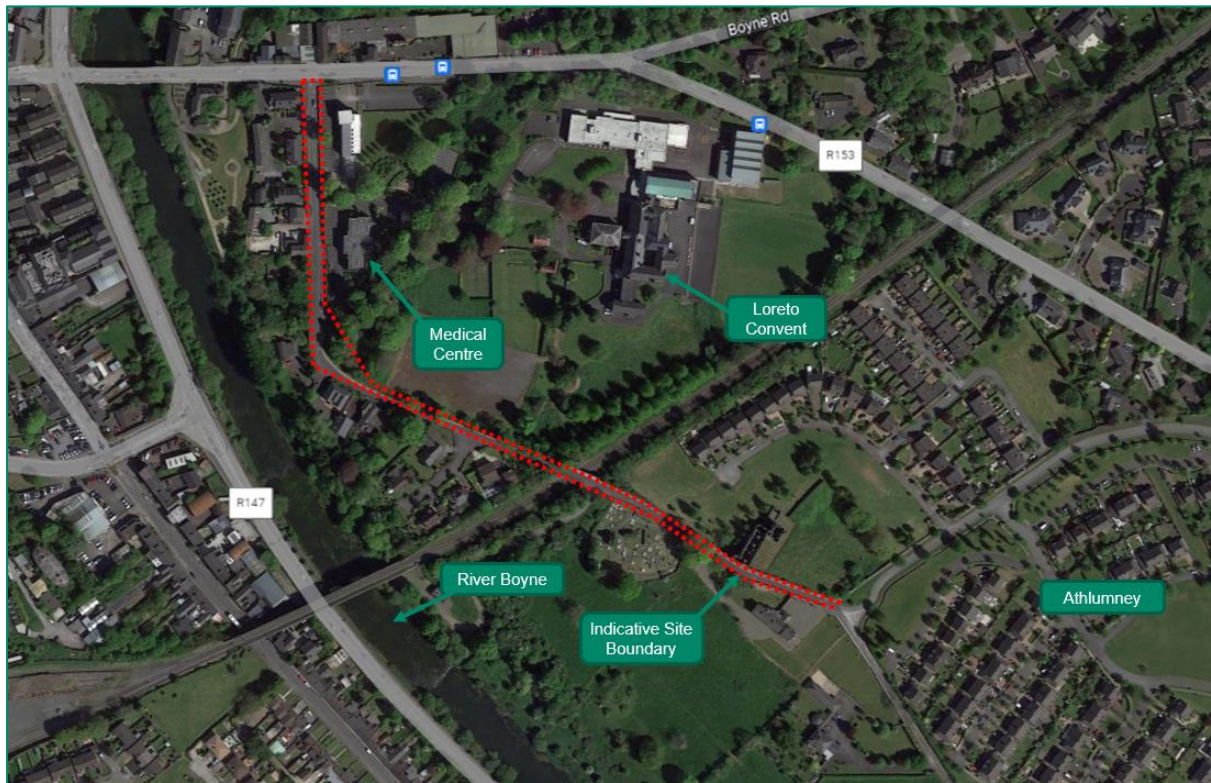 Boyne Rd
R153
Loreto
Convent
Medical
Centre
R147
River Boyne
Indicative Site
Boundary
Athlumney